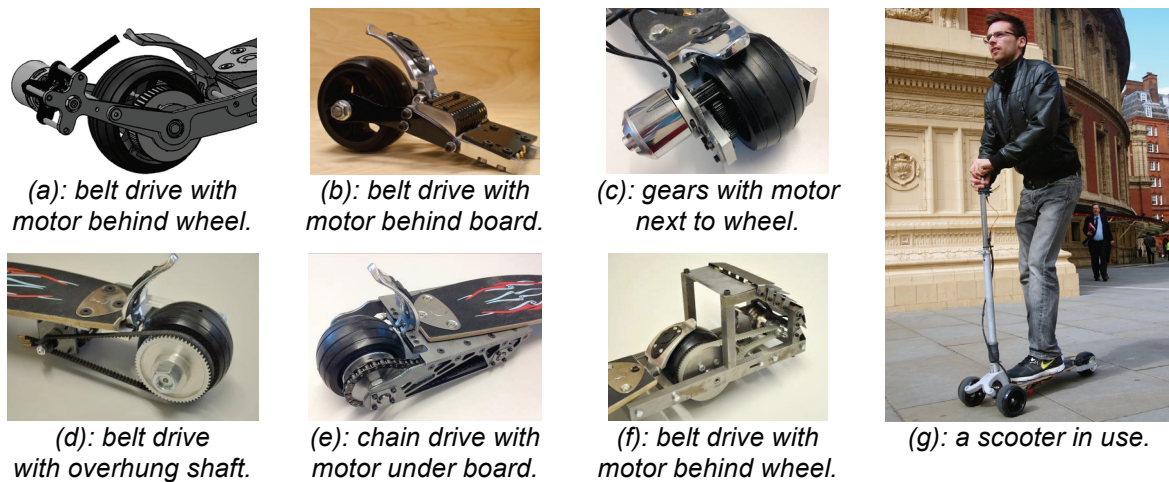 (a): belt drive with
motor behind wheel.
(b): belt drive with
motor behind board.
(c): gears with motor
next to wheel.
(d): belt drive
with overhung shaft.
(e): chain drive with
motor under board.
(f): belt drive with
motor behind wheel.
(g): a scooter in use.